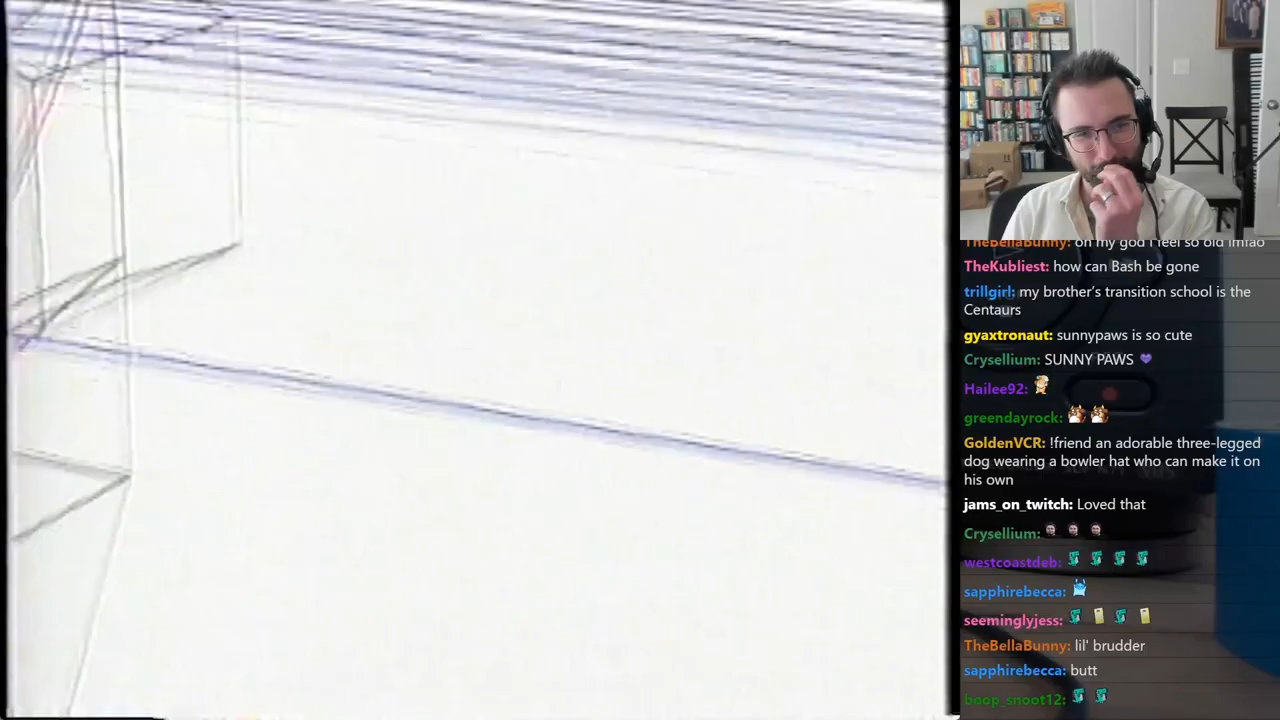 TheBellaBunny: oh my god I feel so old lmfao
TheKubliest: how can Bash be gone
trillgirl: my brother's transition school is the
Centaurs
gyaxtronaut: sunnypaws is so cute
Crysellium: SUNNY PAWS 💜
Hailee92:
greendayrock:
GoldenVCR: !friend an adorable three-legged
dog wearing a bowler hat who can make it on
his own
jams_on_twitch: Loved that
Crysellium:
westcoastdeb:
sapphirebecca:
seeminglyjess:
TheBellaBunny: lil' brudder
sapphirebecca: butt
boop_snoot12: